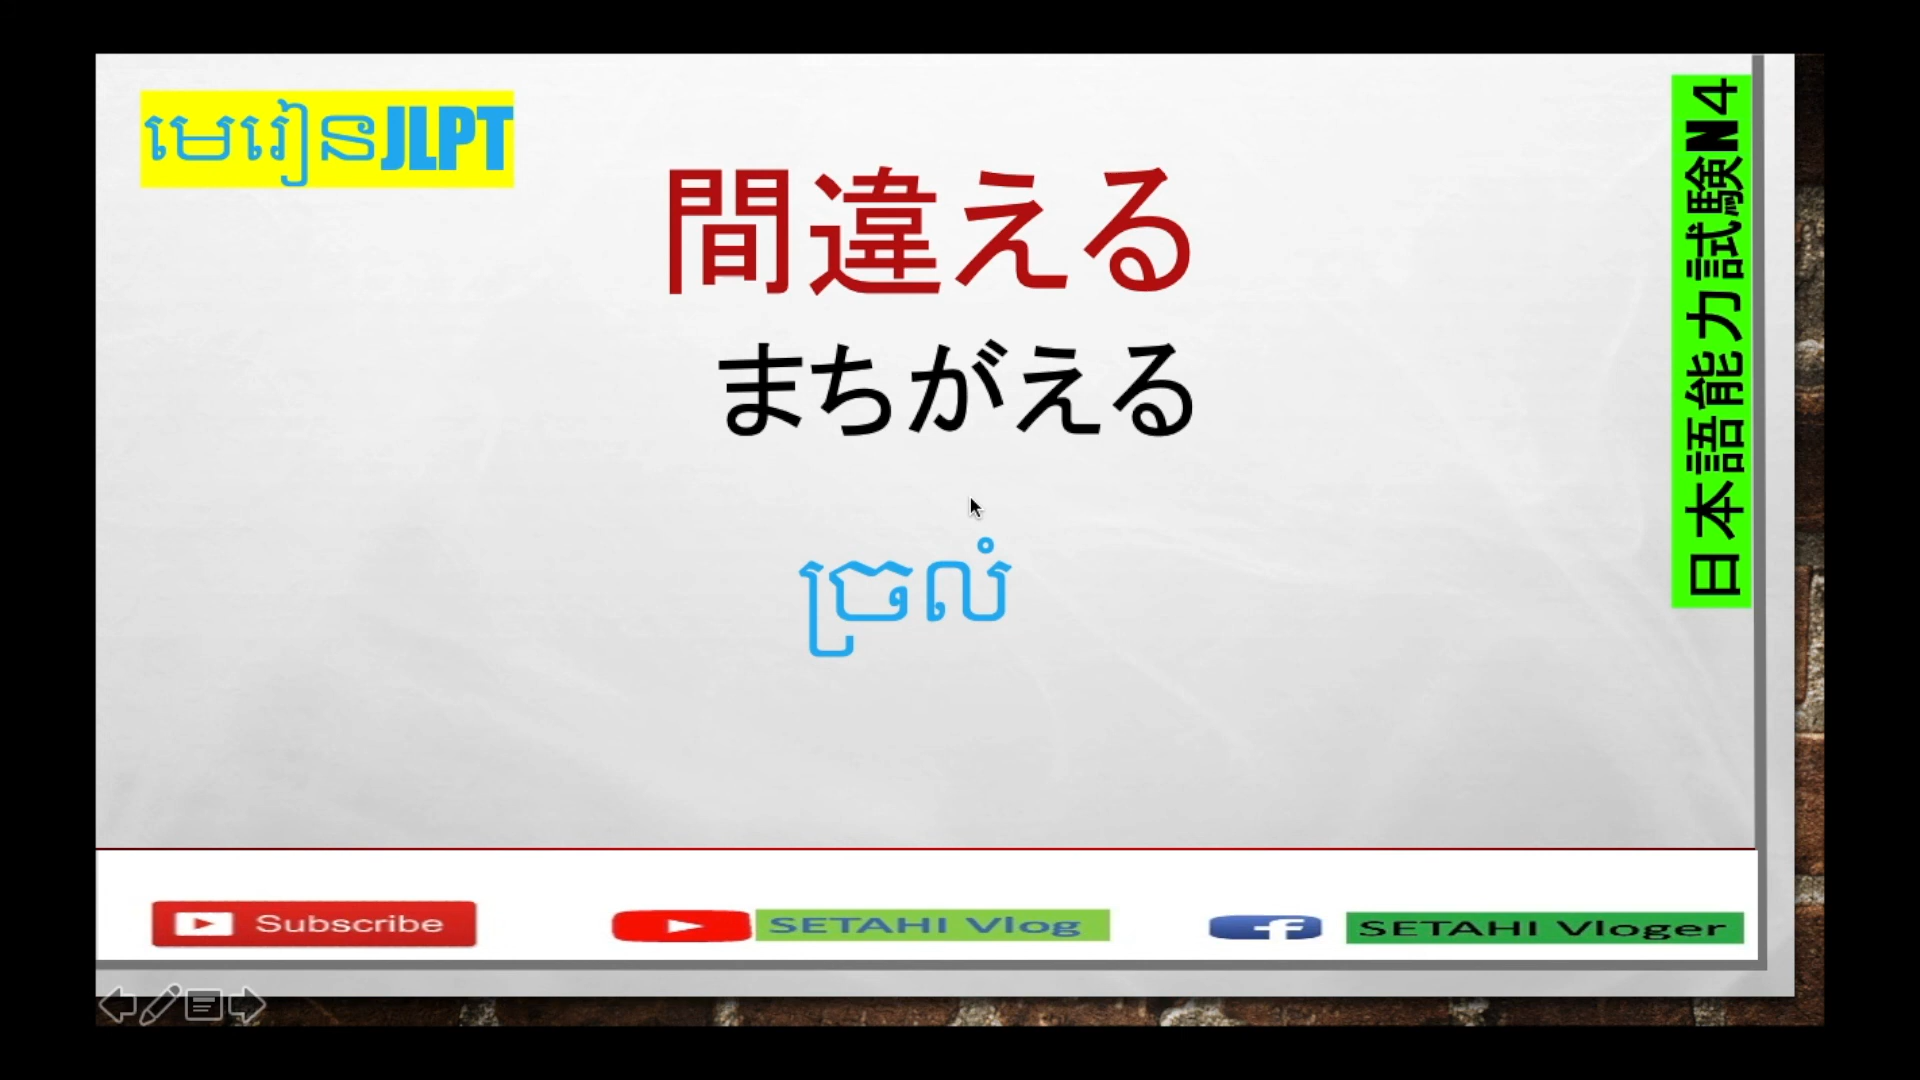 មេរៀនJLPT
間違える
まちがえる
ច្រលំ
日本語能力試験N4
Subscribe
SETAHI Vlog
SETAHI Vloger